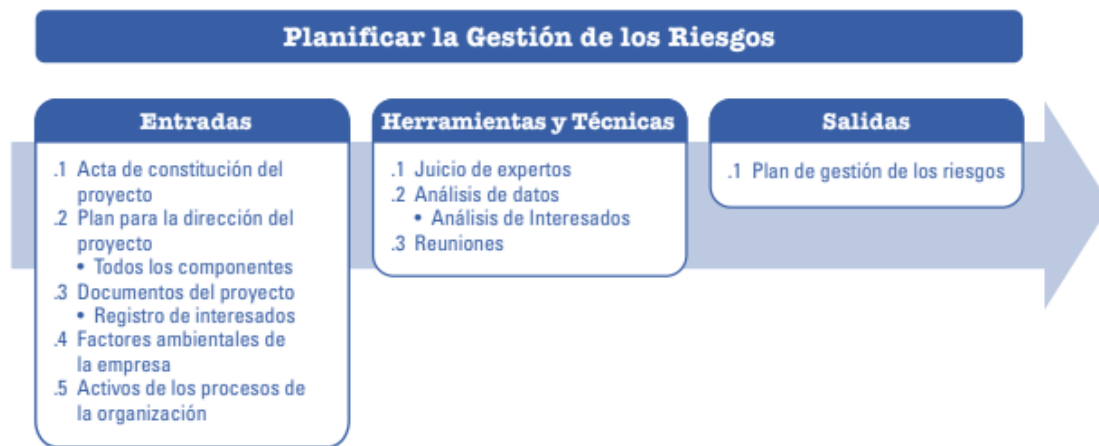 Planificar la Gestión de los Riesgos
Entradas
.1 Acta de constitución del
proyecto
.2 Plan para la dirección del
proyecto
• Todos los componentes
.3 Documentos del proyecto
• Registro de interesados
.4 Factores ambientales de
la empresa
.5 Activos de los procesos de
la organización
Herramientas y Técnicas
.1 Juicio de expertos
.2 Análisis de datos
• Análisis de Interesados
.3 Reuniones
Salidas
.1 Plan de gestión de los riesgos